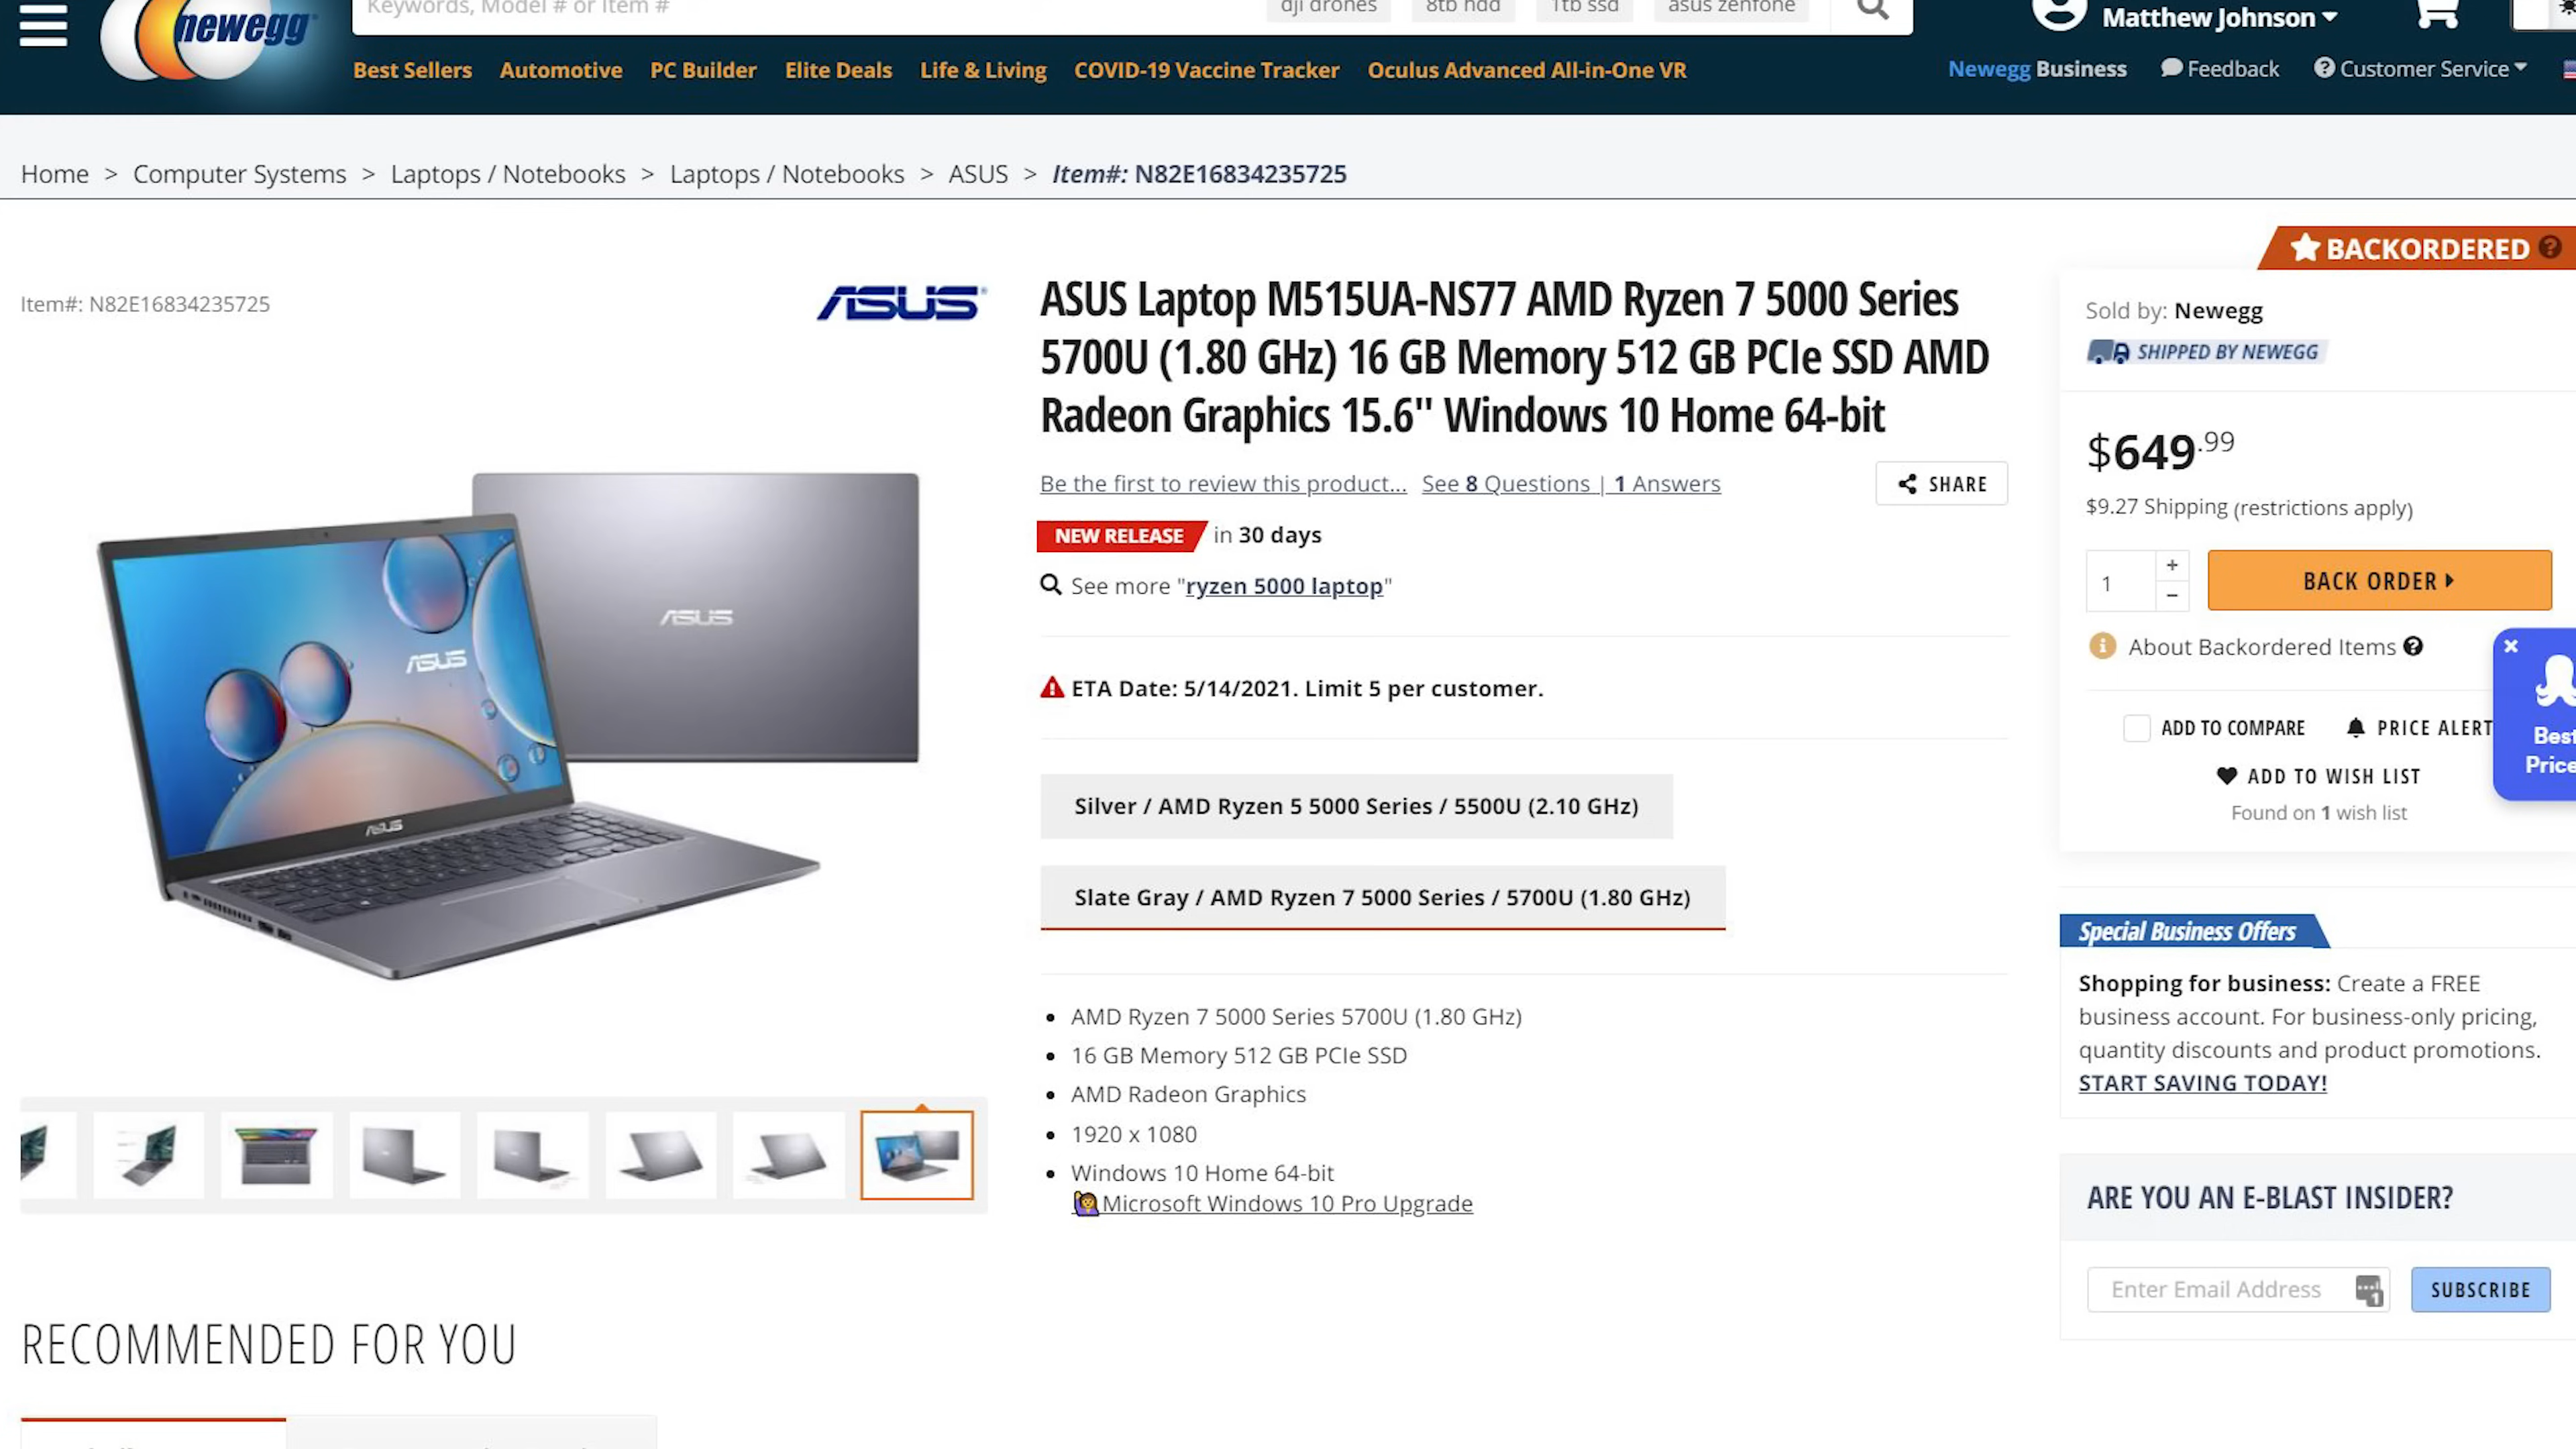 newegg
Keywords, Model # or Item #
dji drones
8tb hdd
1tb ssd
asus zenfone
Matthew Johnson
Best Sellers
Automotive
PC Builder
Elite Deals
Life & Living
COVID-19 Vaccine Tracker
Oculus Advanced All-in-One VR
Newegg Business
Feedback
Customer Service
Home > Computer Systems > Laptops / Notebooks > Laptops / Notebooks > ASUS > Item#: N82E16834235725
Item#: N82E16834235725
ASUS
ASUS
ASUS
ASUS
ASUS Laptop M515UA-NS77 AMD Ryzen 7 5000 Series
5700U (1.80 GHz) 16 GB Memory 512 GB PCIe SSD AMD
Radeon Graphics 15.6" Windows 10 Home 64-bit
Be the first to review this product... See 8 Questions | 1 Answers
SHARE
NEW RELEASE in 30 days
See more "ryzen 5000 laptop"
ETA Date: 5/14/2021. Limit 5 per customer.
Silver / AMD Ryzen 5 5000 Series / 5500U (2.10 GHz)
Slate Gray / AMD Ryzen 7 5000 Series / 5700U (1.80 GHz)
• AMD Ryzen 7 5000 Series 5700U (1.80 GHz)
• 16 GB Memory 512 GB PCIe SSD
• AMD Radeon Graphics
• 1920 x 1080
• Windows 10 Home 64-bit
Microsoft Windows 10 Pro Upgrade
BACKORDERED
Sold by: Newegg
SHIPPED BY NEWEGG
$649.99
$9.27 Shipping (restrictions apply)
1
+
−
BACK ORDER
About Backordered Items
ADD TO COMPARE
PRICE ALERT
ADD TO WISH LIST
Found on 1 wish list
Best
Price
Special Business Offers
Shopping for business: Create a FREE
business account. For business-only pricing,
quantity discounts and product promotions.
START SAVING TODAY!
ARE YOU AN E-BLAST INSIDER?
Enter Email Address
1
SUBSCRIBE
RECOMMENDED FOR YOU